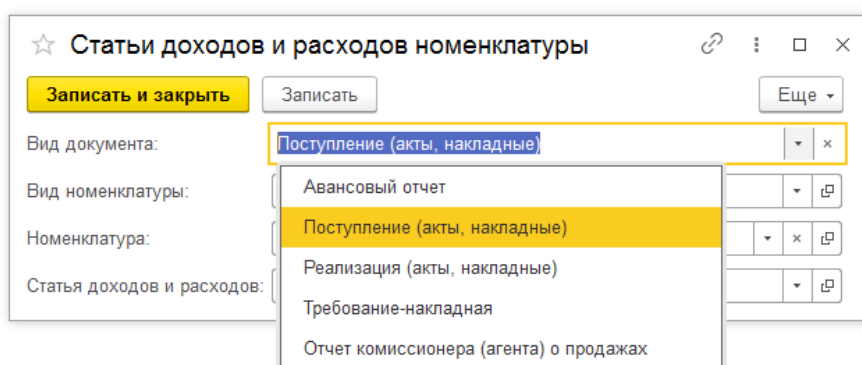 Статьи доходов и расходов номенклатуры
Записать и закрыть Записать Еще
Вид документа: Поступление (акты, накладные)
Вид номенклатуры:
Авансовый отчет
Поступление (акты, накладные)
Номенклатура:
Реализация (акты, накладные)
Статья доходов и расходов:
Требование-накладная
Отчет комиссионера (агента) о продажах